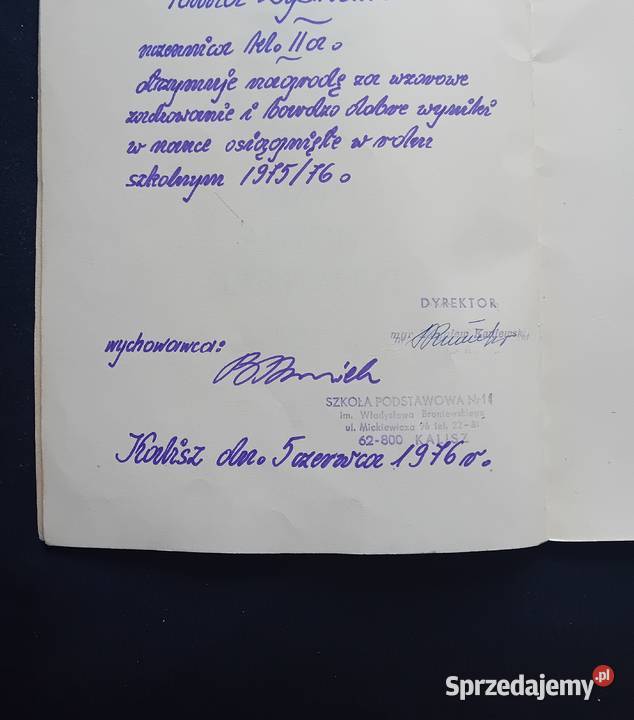 uczennica kl. II a.
otrzymuje nagrodę za wzorowe
zachowanie i bardzo dobre wyniki
w nauce osiągnięte w roku
szkolnym 1975/76.
DYREKTOR
mgr
wychowawca:
SZKOŁA PODSTAWOWA Nr 11
im. Władysława Broniewskiego
ul. Mickiewicza
62-800 KALISZ
Kalisz dn. 5 czerwca 1976 r.
Sprzedajemy.pl